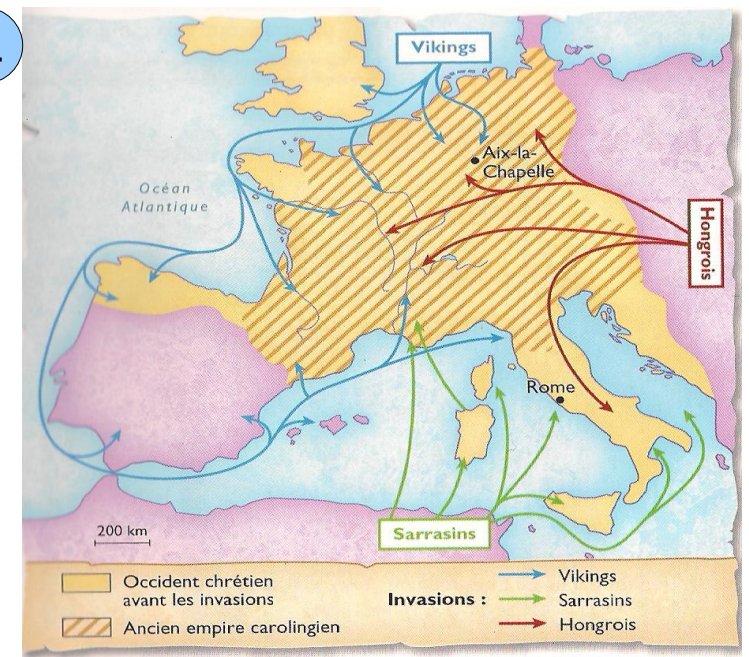 Vikings
Aix-la-
Chapelle
Océan
Atlantique
Hongrois
Rome
200 km
Sarrasins
Occident chrétien
avant les invasions
Ancien empire carolingien
Invasions :
Vikings
Sarrasins
Hongrois